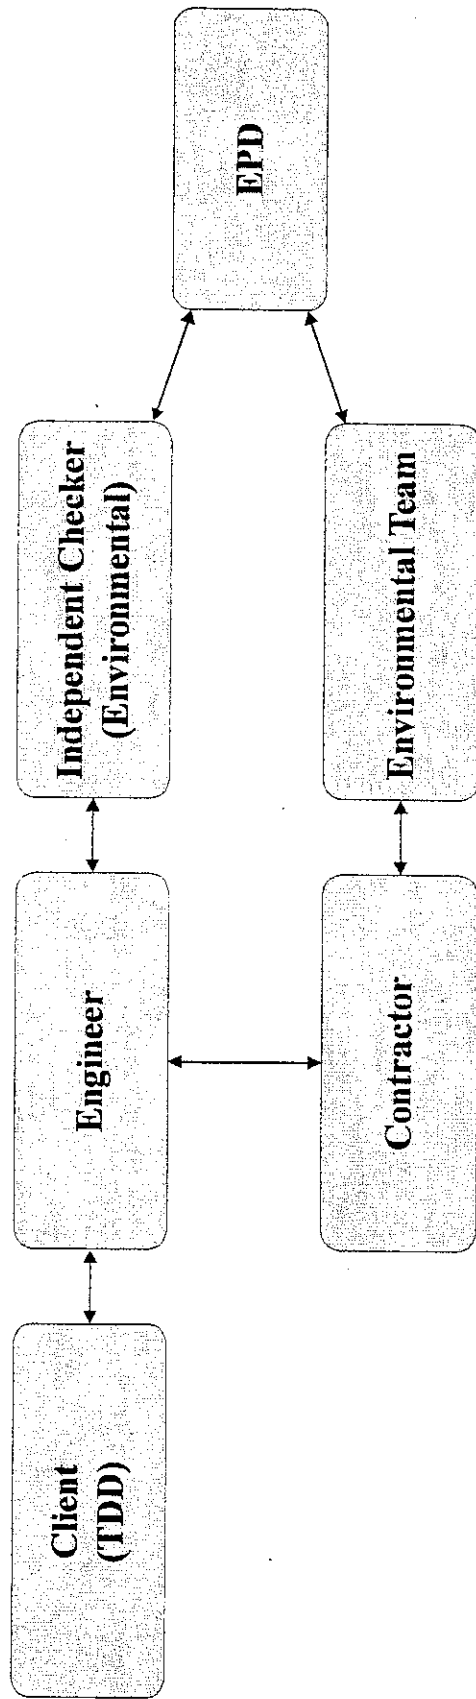 Client
(TDD)
Engineer
Independent Checker
(Environmental)
EPD
Contractor
Environmental Team